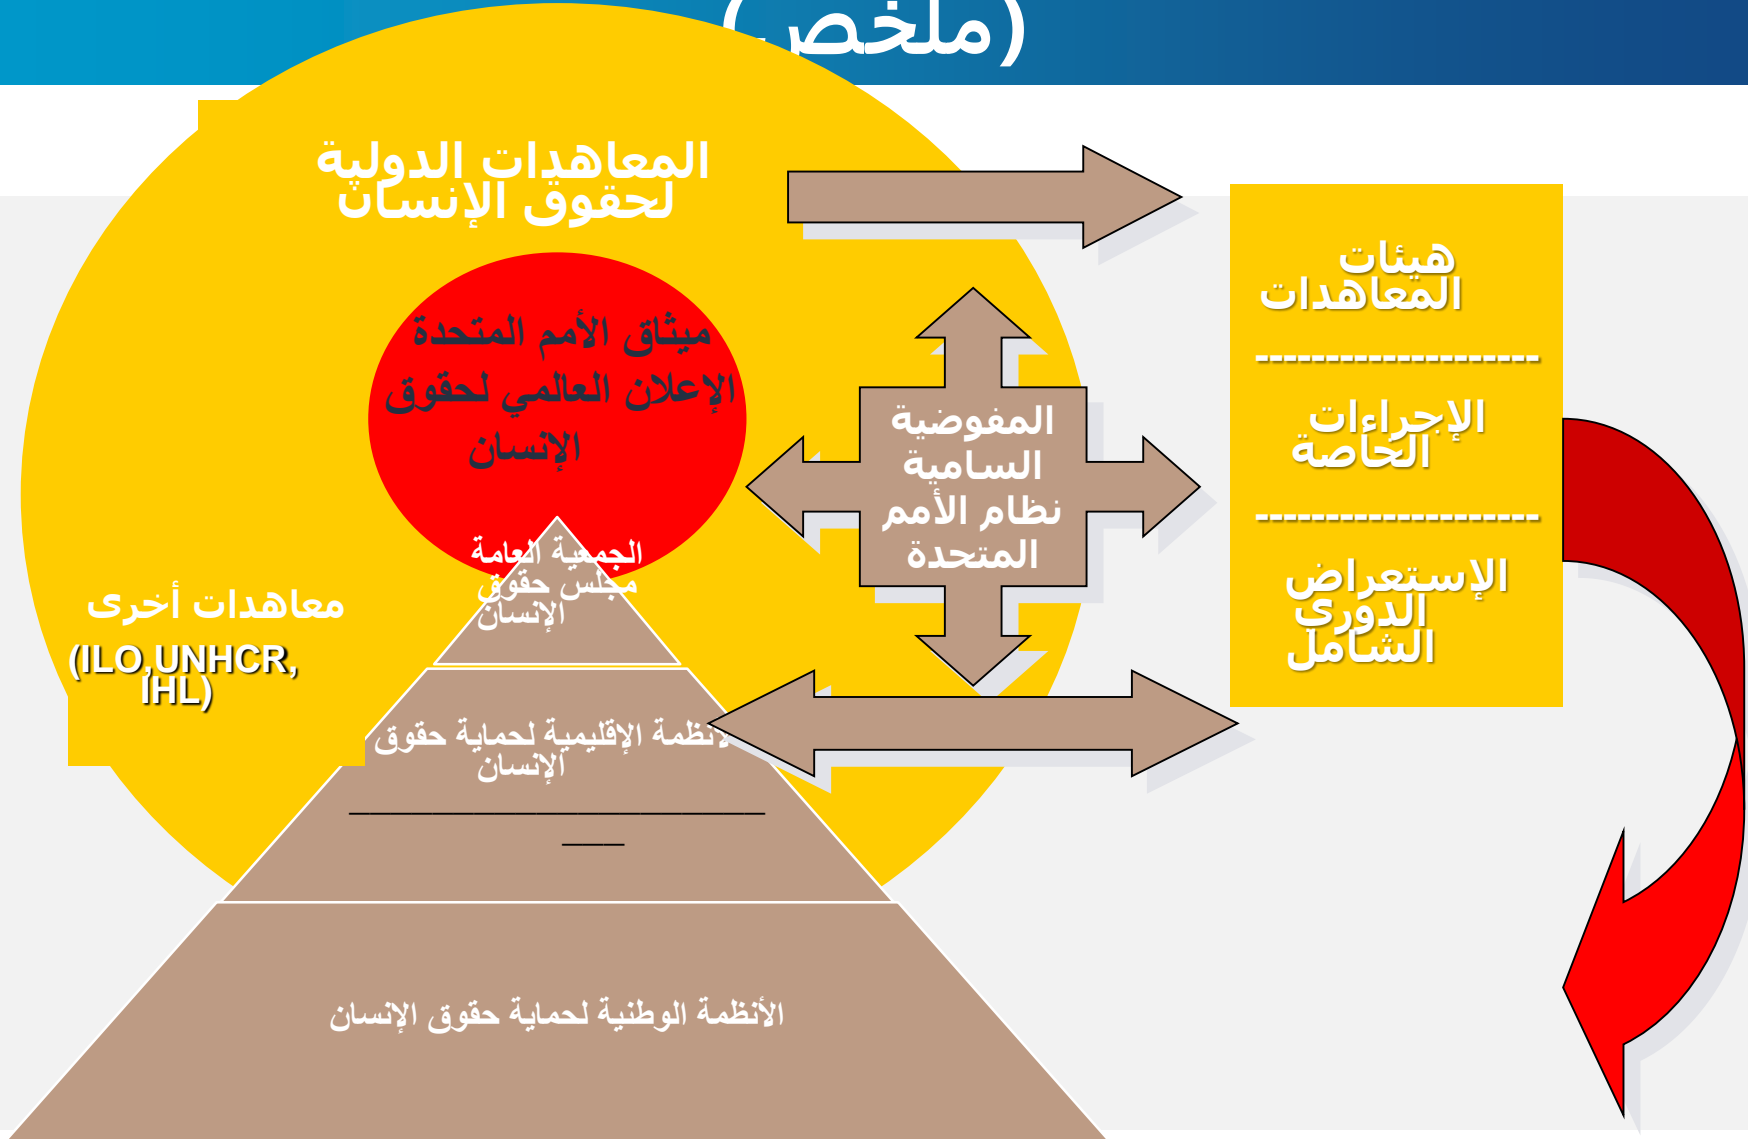 (ملخص)
المعاهدات الدولية
لحقوق الإنسان
ميثاق الأمم المتحدة
الإعلان العالمي لحقوق
الإنسان
الجمعية العامة
مجلس حقوق
الإنسان
معاهدات أخرى
(ILO,UNHCR,
IHL)
الإقليمية لحماية حقوق
الإنسان
الأنظمة الوطنية لحماية حقوق الإنسان
المفوضية
السامية
نظام الأمم
المتحدة
هيئات
المعاهدات
--------------------
الإجراءات
الخاصة
--------------------
الإستعراض
الدوري
الشامل